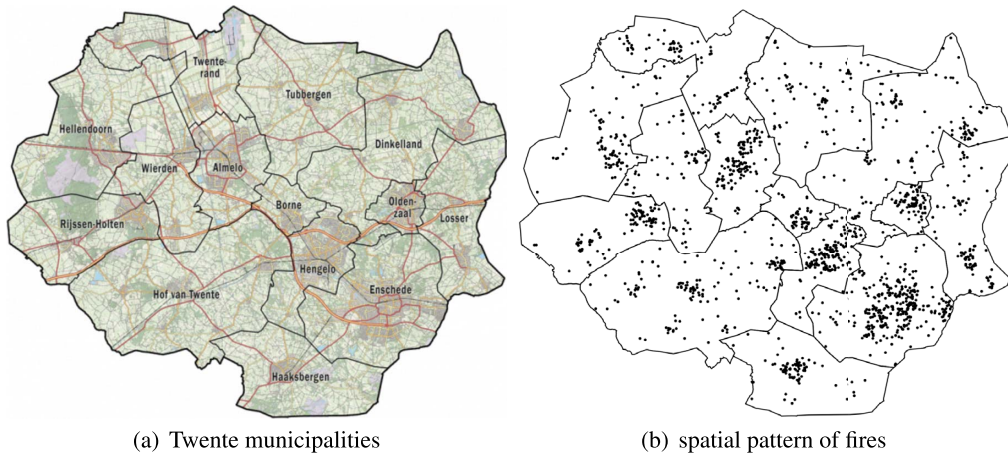 Twente-
rand
Tubbergen
Hellendoorn
Dinkelland
Wierden
Almelo
Olden-
zaal
Borne
Losser
Rijssen-Holten
Hengelo
Enschede
Hof van Twente
Haaksbergen
(a) Twente municipalities
(b) spatial pattern of fires